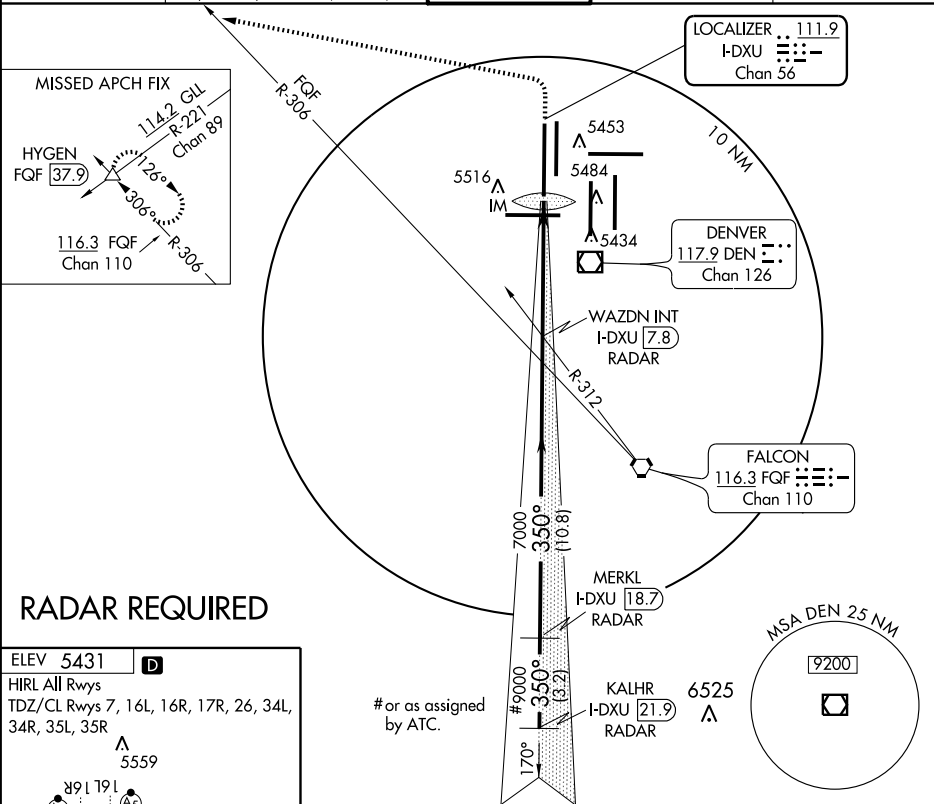 LOCALIZER 111.9
I-DXU
Chan 56
MISSED APCH FIX
114.2 GLL
R-221
Chan 89
HYGEN
FQF 37.9
126°
306°
116.3 FQF
Chan 110
R-306
FQF
R-306
10 NM
5453
5516
5484
IM
5434
DENVER
117.9 DEN
Chan 126
WAZDN INT
I-DXU 7.8
RADAR
R-312
FALCON
116.3 FQF
Chan 110
7000
350°
(10.8)
MERKL
I-DXU 18.7
RADAR
RADAR REQUIRED
MSA DEN 25 NM
9200
#9000
350°
(3.2)
KALHR
I-DXU 21.9
RADAR
6525
170°
# or as assigned
by ATC.
ELEV 5431 D
HIRL All Rwys
TDZ/CL Rwys 7, 16L, 16R, 17R, 26, 34L,
34R, 35L, 35R
5559
16R 16L